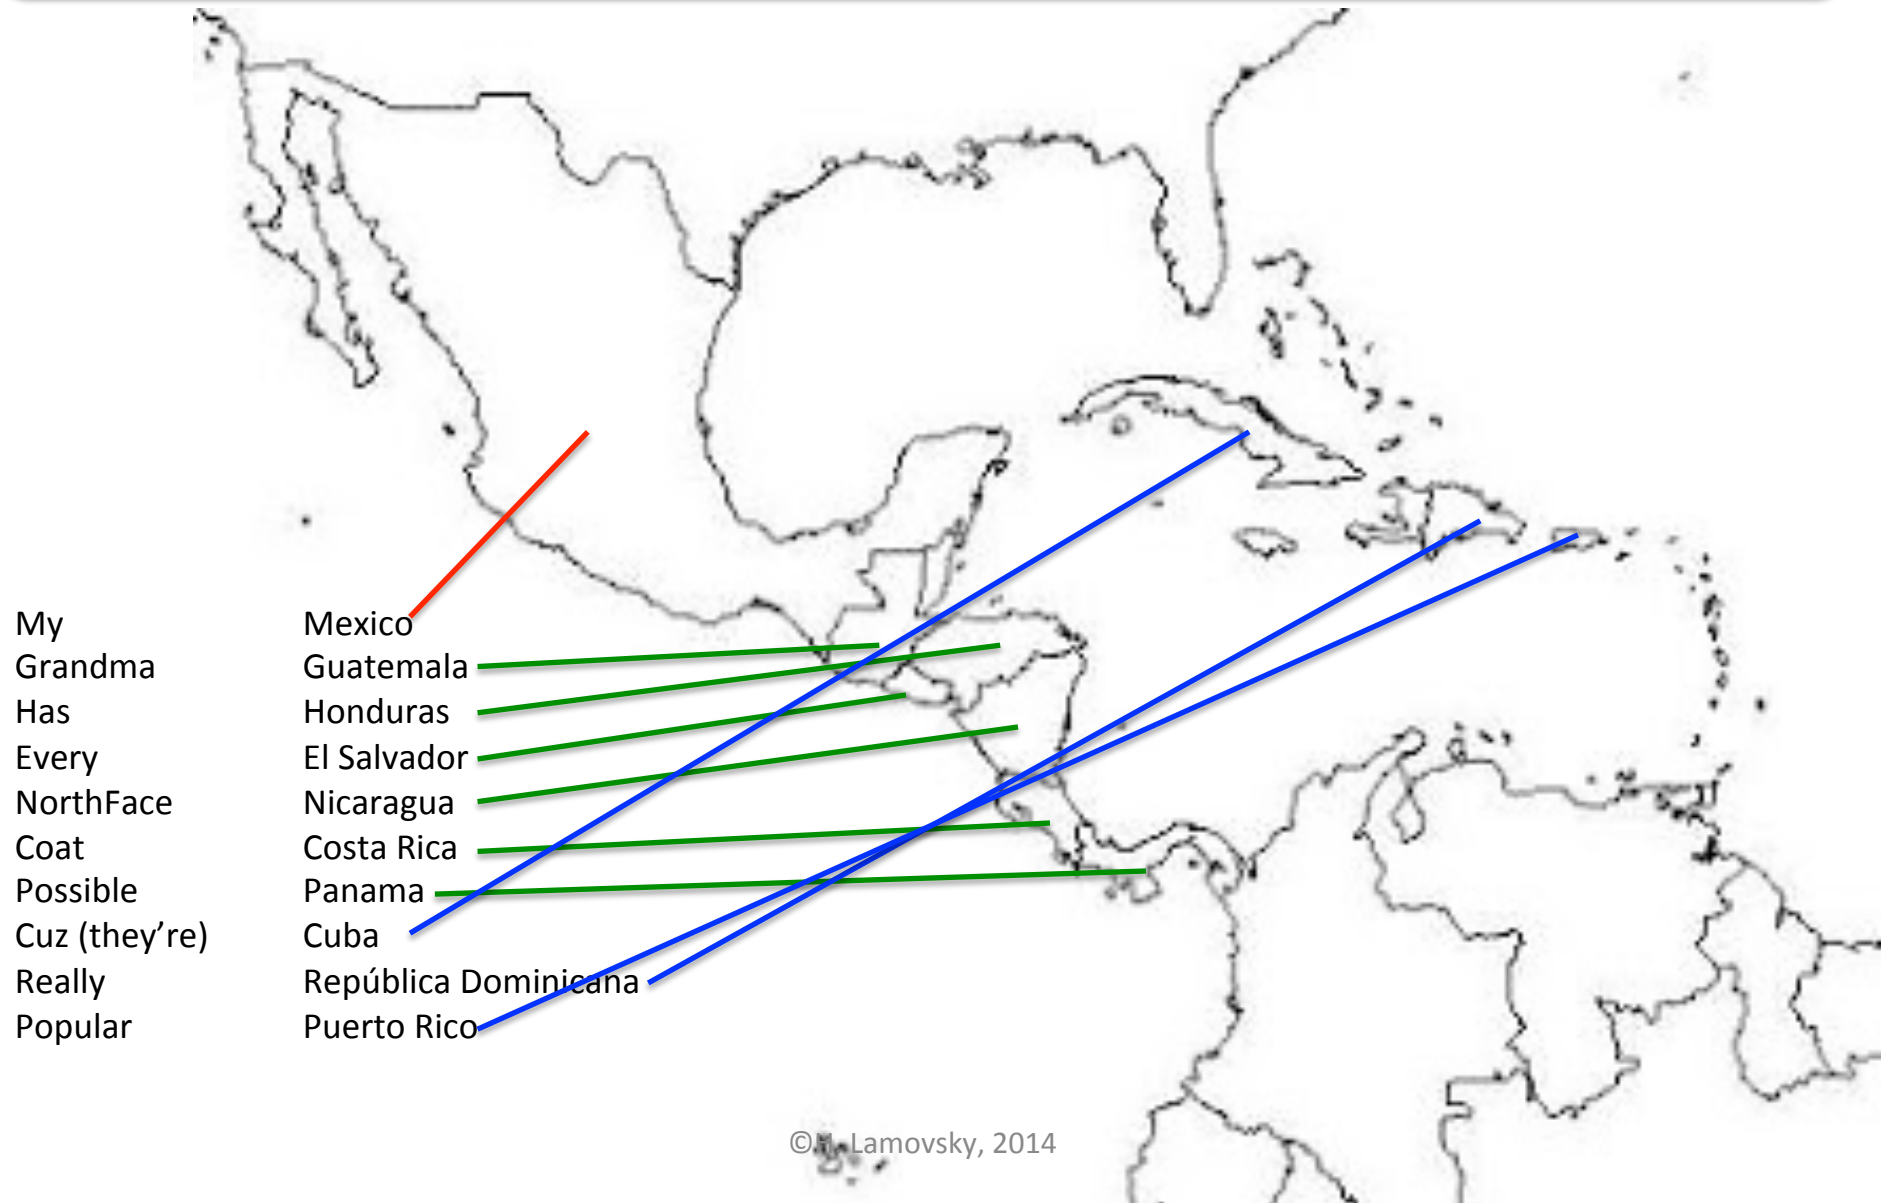 My Mexico
Grandma Guatemala
Has Honduras
Every El Salvador
NorthFace Nicaragua
Coat Costa Rica
Possible Panama
Cuz (they’re) Cuba
Really República Dominicana
Popular Puerto Rico
©H. Lamovsky, 2014